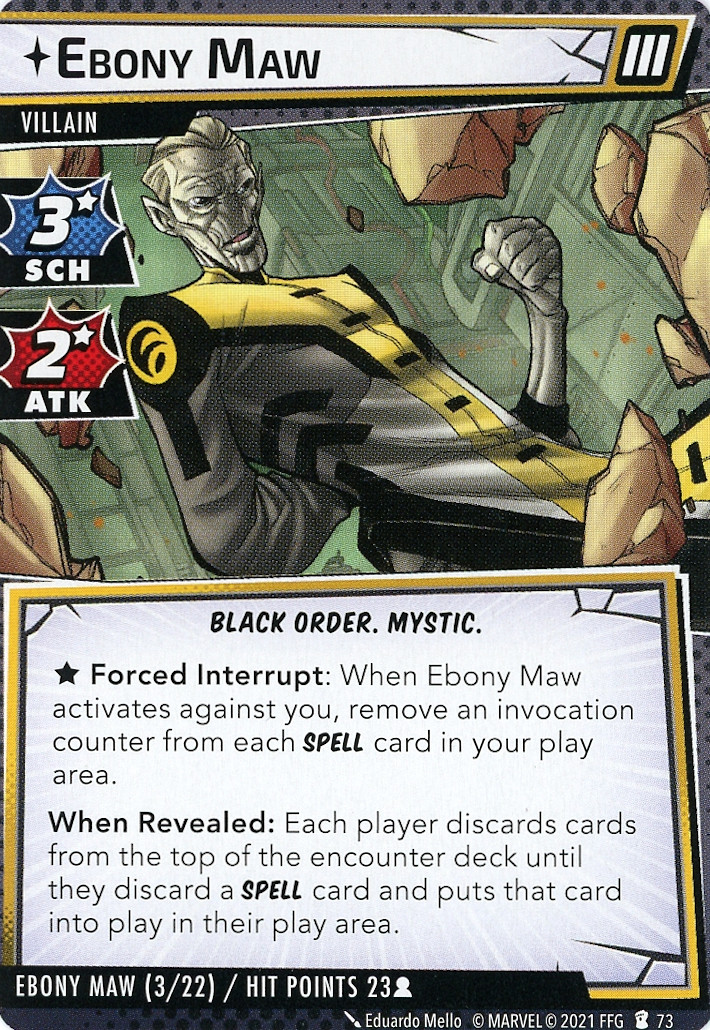 EBONY MAW
III
VILLAIN
3★
SCH
2★
ATK
BLACK ORDER. MYSTIC.
★ Forced Interrupt: When Ebony Maw
activates against you, remove an invocation
counter from each SPELL card in your play
area.
When Revealed: Each player discards cards
from the top of the encounter deck until
they discard a SPELL card and puts that card
into play in their play area.
EBONY MAW (3/22) / HIT POINTS 23
Eduardo Mello © MARVEL © 2021 FFG 73